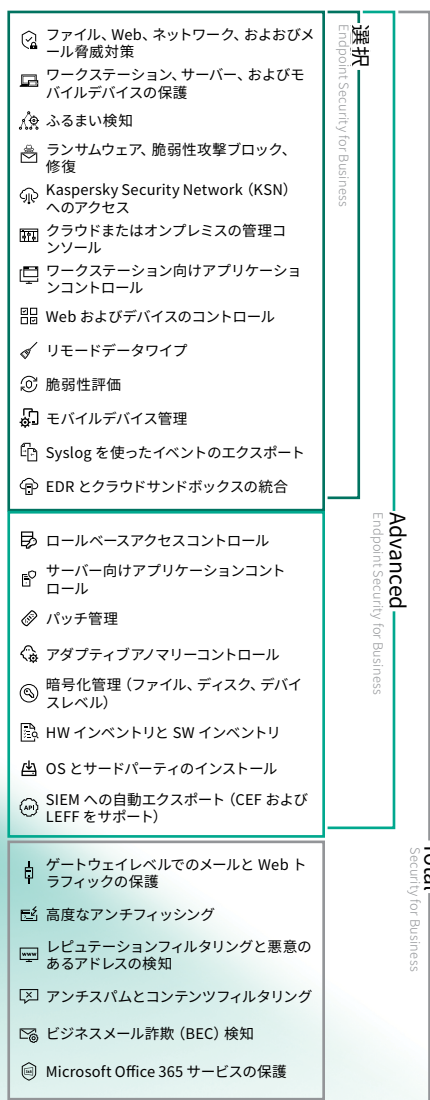 ファイル、Web、ネットワーク、およおびメ
ール脅威対策
ワークステーション、サーバー、およびモ
バイルデバイスの保護
ふるまい検知
ランサムウェア、脆弱性攻撃ブロック、
修復
Kaspersky Security Network（KSN）
へのアクセス
クラウドまたはオンプレミスの管理コ
ンソール
ワークステーション向けアプリケーショ
ンコントロール
Web およびデバイスのコントロール
リモードデータワイプ
脆弱性評価
モバイルデバイス管理
Syslog を使ったイベントのエクスポート
EDR とクラウドサンドボックスの統合
選択
Endpoint Security for Business
ロールベースアクセスコントロール
サーバー向けアプリケーションコント
ロール
パッチ管理
アダプティブアノマリーコントロール
暗号化管理（ファイル、ディスク、デバイ
スレベル）
HW インベントリと SW インベントリ
OS とサードパーティのインストール
API
SIEM への自動エクスポート（CEF および
LEFF をサポート）
Advanced
Endpoint Security for Business
ゲートウェイレベルでのメールと Web ト
ラフィックの保護
高度なアンチフィッシング
www
レピュテーションフィルタリングと悪意の
あるアドレスの検知
アンチスパムとコンテンツフィルタリング
ビジネスメール詐欺（BEC）検知
Microsoft Office 365 サービスの保護
Total
Security for Business